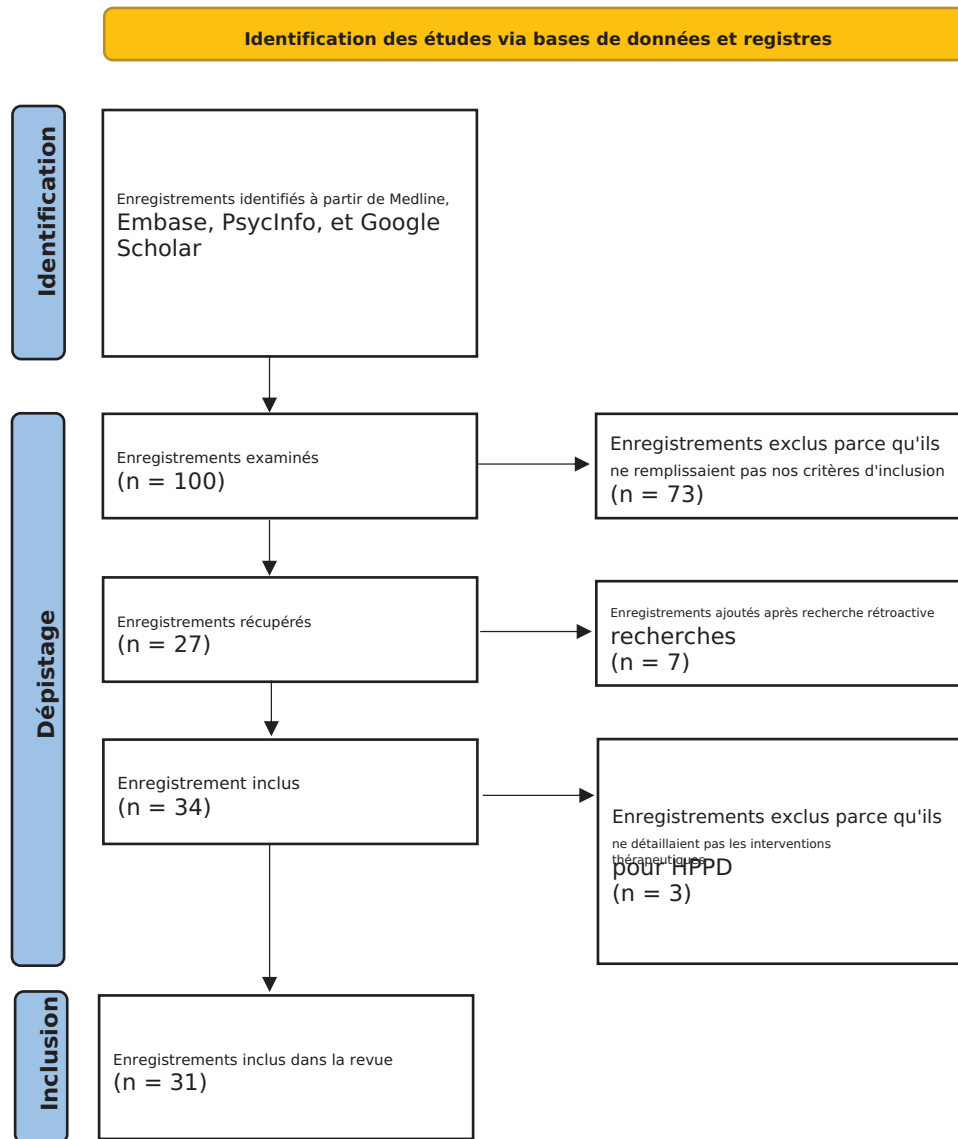 Identification des études via bases de données et registres
Identification
Enregistrements identifiés à partir de Medline,
Embase, PsycInfo, et Google
Scholar
Dépistage
Enregistrements examinés
(n = 100)
Enregistrements exclus parce qu'ils
ne remplissaient pas nos critères d'inclusion
(n = 73)
Enregistrements récupérés
(n = 27)
Enregistrements ajoutés après recherche rétroactive
recherches
(n = 7)
Enregistrement inclus
(n = 34)
Enregistrements exclus parce qu'ils
ne détaillaient pas les interventions
thérapeutiques
pour HPPD
(n = 3)
Inclusion
Enregistrements inclus dans la revue
(n = 31)